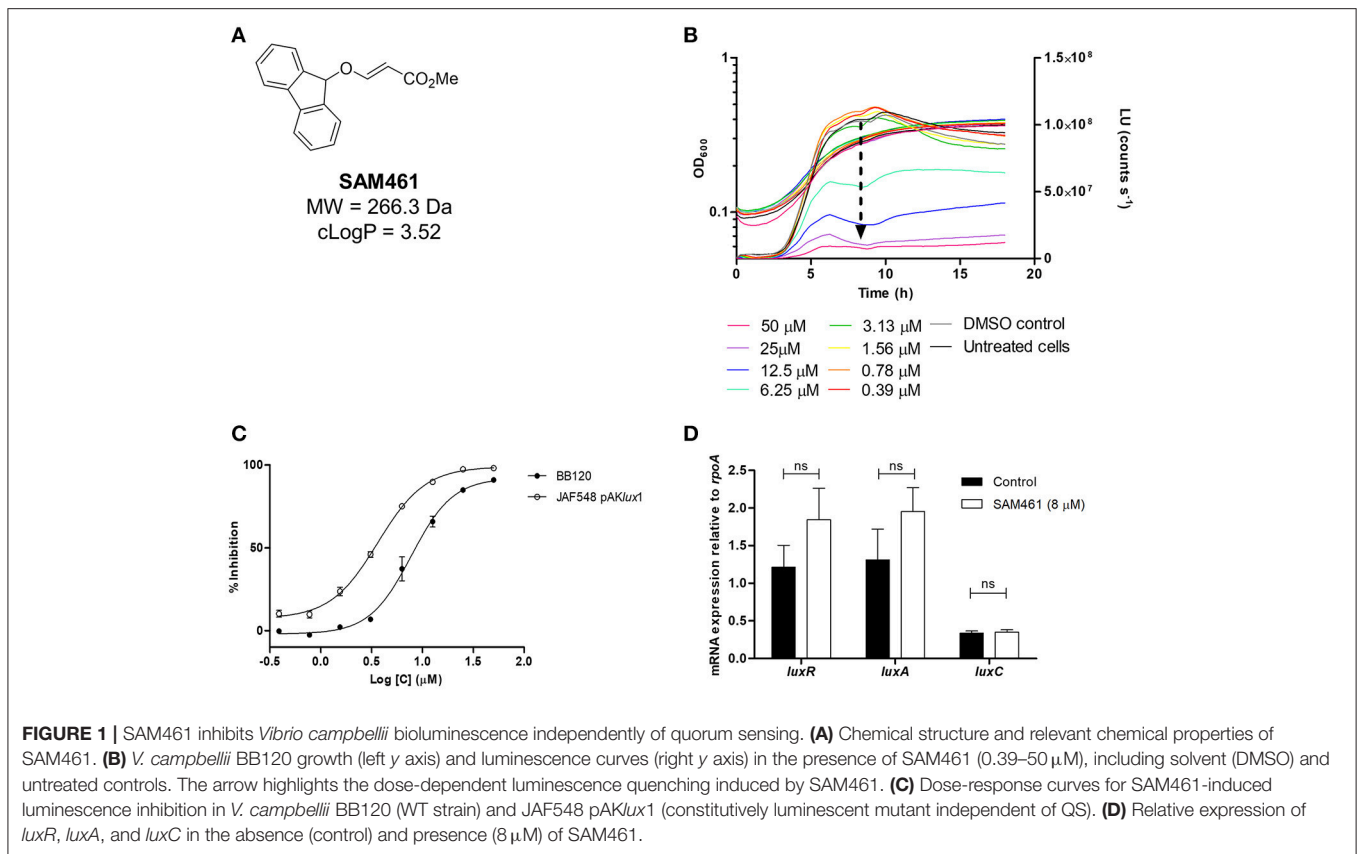 A
O
CO₂Me
SAM461
MW = 266.3 Da
cLogP = 3.52
B
1
0.1
OD₆₀₀
1.5×10⁸
1.0×10⁸
5.0×10⁷
0
LU (counts s⁻¹)
0 5 10 15 20
Time (h)
50 µM 3.13 µM DMSO control
25µM 1.56 µM Untreated cells
12.5 µM 0.78 µM
6.25 µM 0.39 µM
C
100
50
0
% Inhibition
-0.5 0.0 0.5 1.0 1.5 2.0
Log [C] (µM)
BB120
JAF548 pAKlux1
D
2.5
2.0
1.5
1.0
0.5
0.0
mRNA expression relative to rpoA
ns ns ns
luxR luxA luxC
Control
SAM461 (8 µM)
FIGURE 1 | SAM461 inhibits Vibrio campbellii bioluminescence independently of quorum sensing. (A) Chemical structure and relevant chemical properties of
SAM461. (B) V. campbellii BB120 growth (left y axis) and luminescence curves (right y axis) in the presence of SAM461 (0.39–50 µM), including solvent (DMSO) and
untreated controls. The arrow highlights the dose-dependent luminescence quenching induced by SAM461. (C) Dose-response curves for SAM461-induced
luminescence inhibition in V. campbellii BB120 (WT strain) and JAF548 pAKlux1 (constitutively luminescent mutant independent of QS). (D) Relative expression of
luxR, luxA, and luxC in the absence (control) and presence (8 µM) of SAM461.